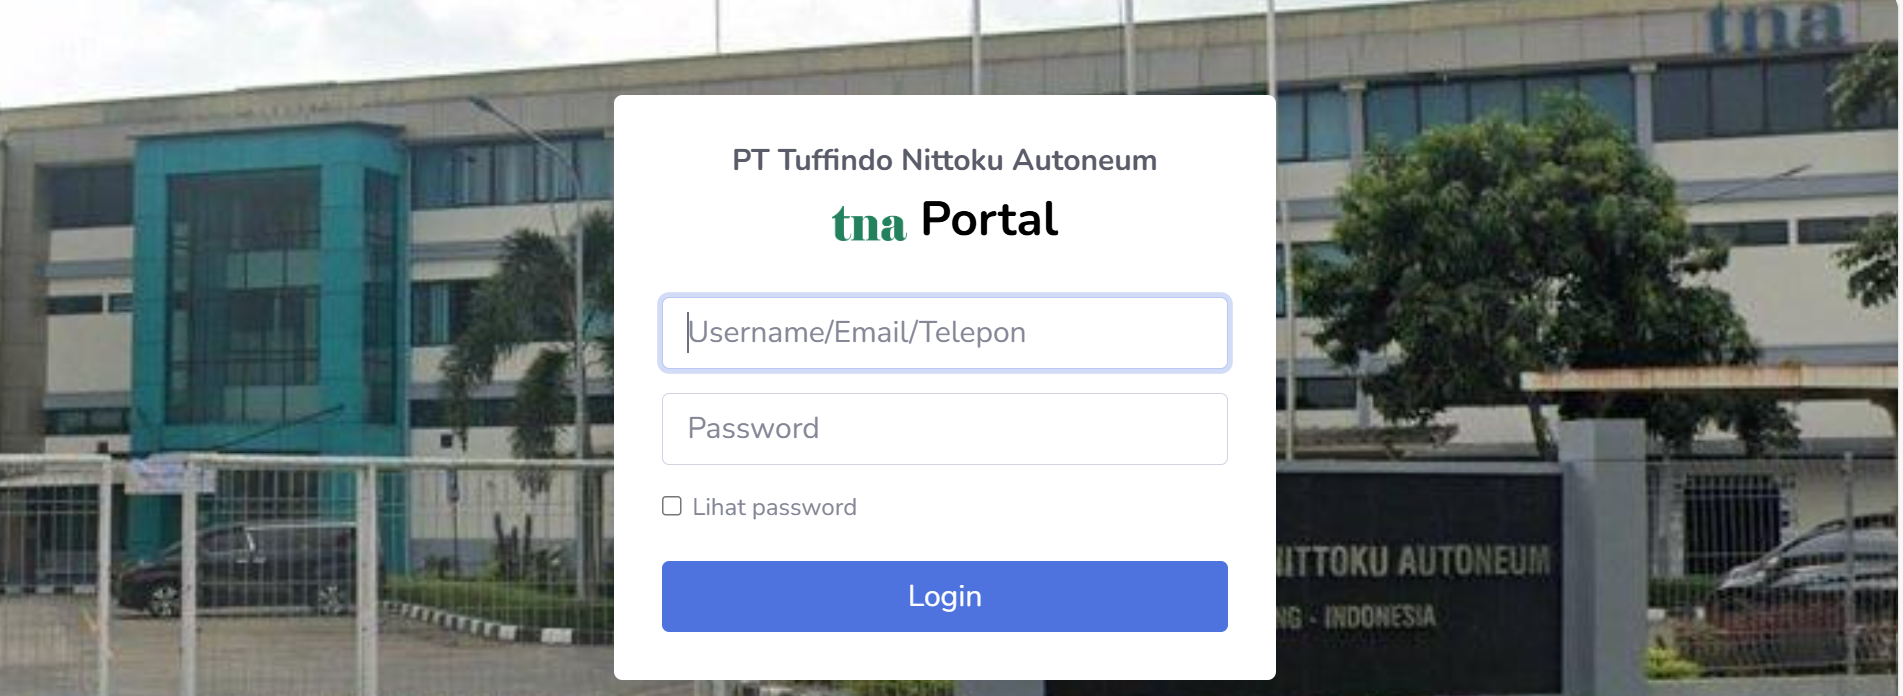 tna
PT Tuffindo Nittoku Autoneum
tna Portal
Username/Email/Telepon
Password
Lihat password
Login
NITTOKU AUTONEUM
NG - INDONESIA